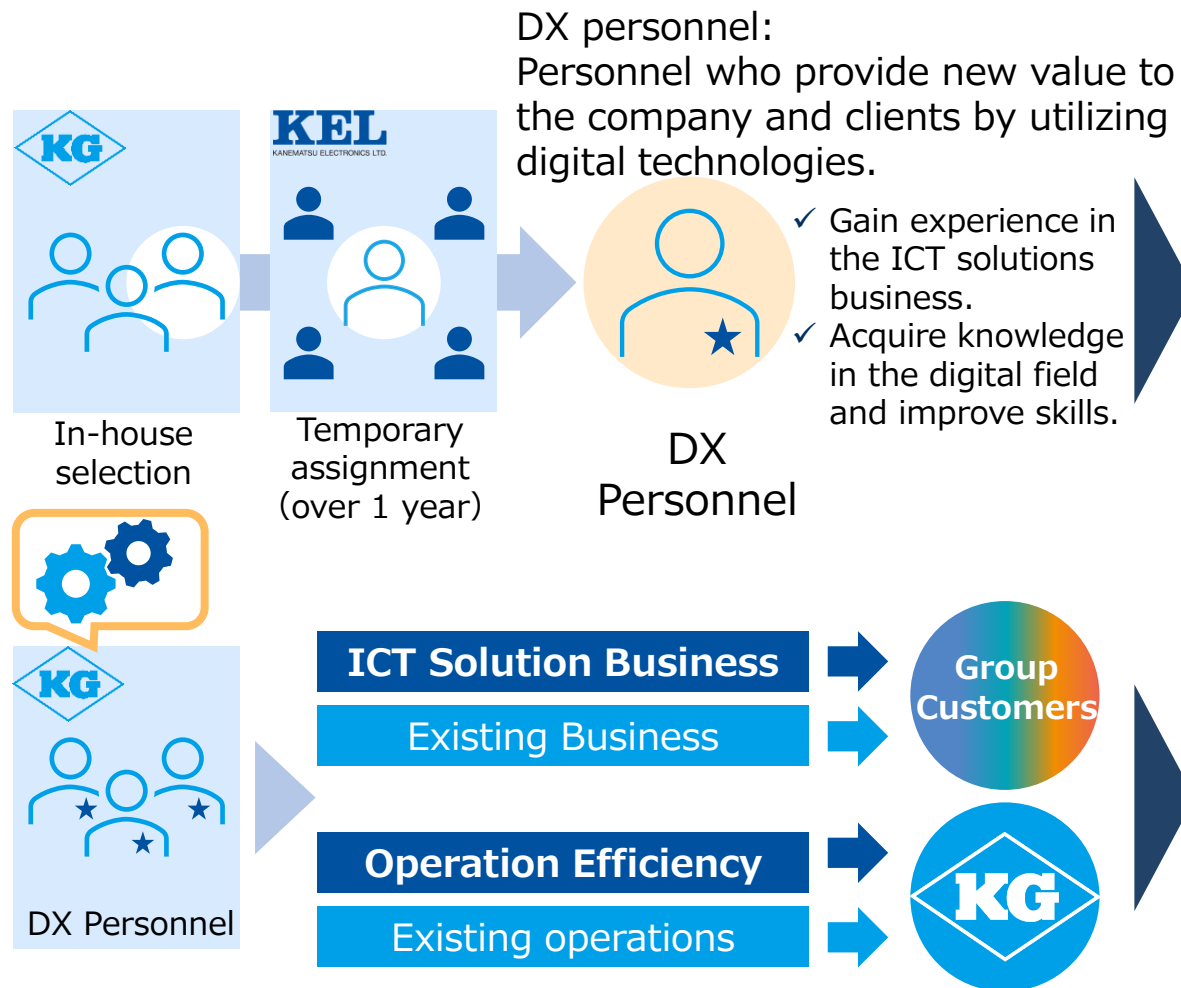 DX personnel:
Personnel who provide new value to
the company and clients by utilizing
digital technologies.
KG
KEL
KANEMATSU ELECTRONICS LTD.
✓ Gain experience in
the ICT solutions
business.
✓ Acquire knowledge
in the digital field
and improve skills.
In-house
selection
Temporary
assignment
(over 1 year)
DX
Personnel
KG
DX Personnel
ICT Solution Business
Existing Business
Group
Customers
Operation Efficiency
Existing operations
KG